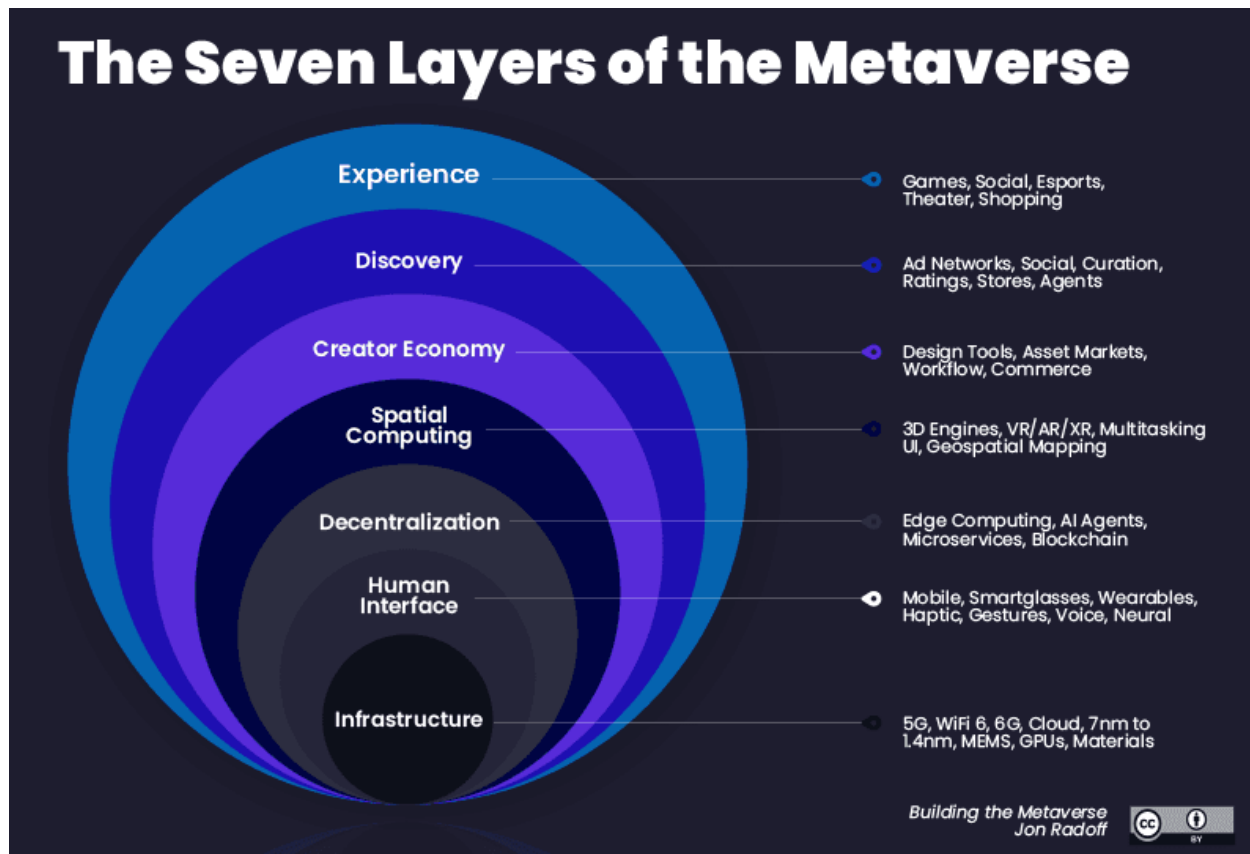 The Seven Layers of the Metaverse
Experience
Games, Social, Esports,
Theater, Shopping
Discovery
Ad Networks, Social, Curation,
Ratings, Stores, Agents
Creator Economy
Design Tools, Asset Markets,
Workflow, Commerce
Spatial
Computing
3D Engines, VR/AR/XR, Multitasking
UI, Geospatial Mapping
Decentralization
Edge Computing, AI Agents,
Microservices, Blockchain
Human
Interface
Mobile, Smartglasses, Wearables,
Haptic, Gestures, Voice, Neural
Infrastructure
5G, WiFi 6, 6G, Cloud, 7nm to
1.4nm, MEMS, GPUs, Materials
Building the Metaverse
Jon Radoff
cc
BY